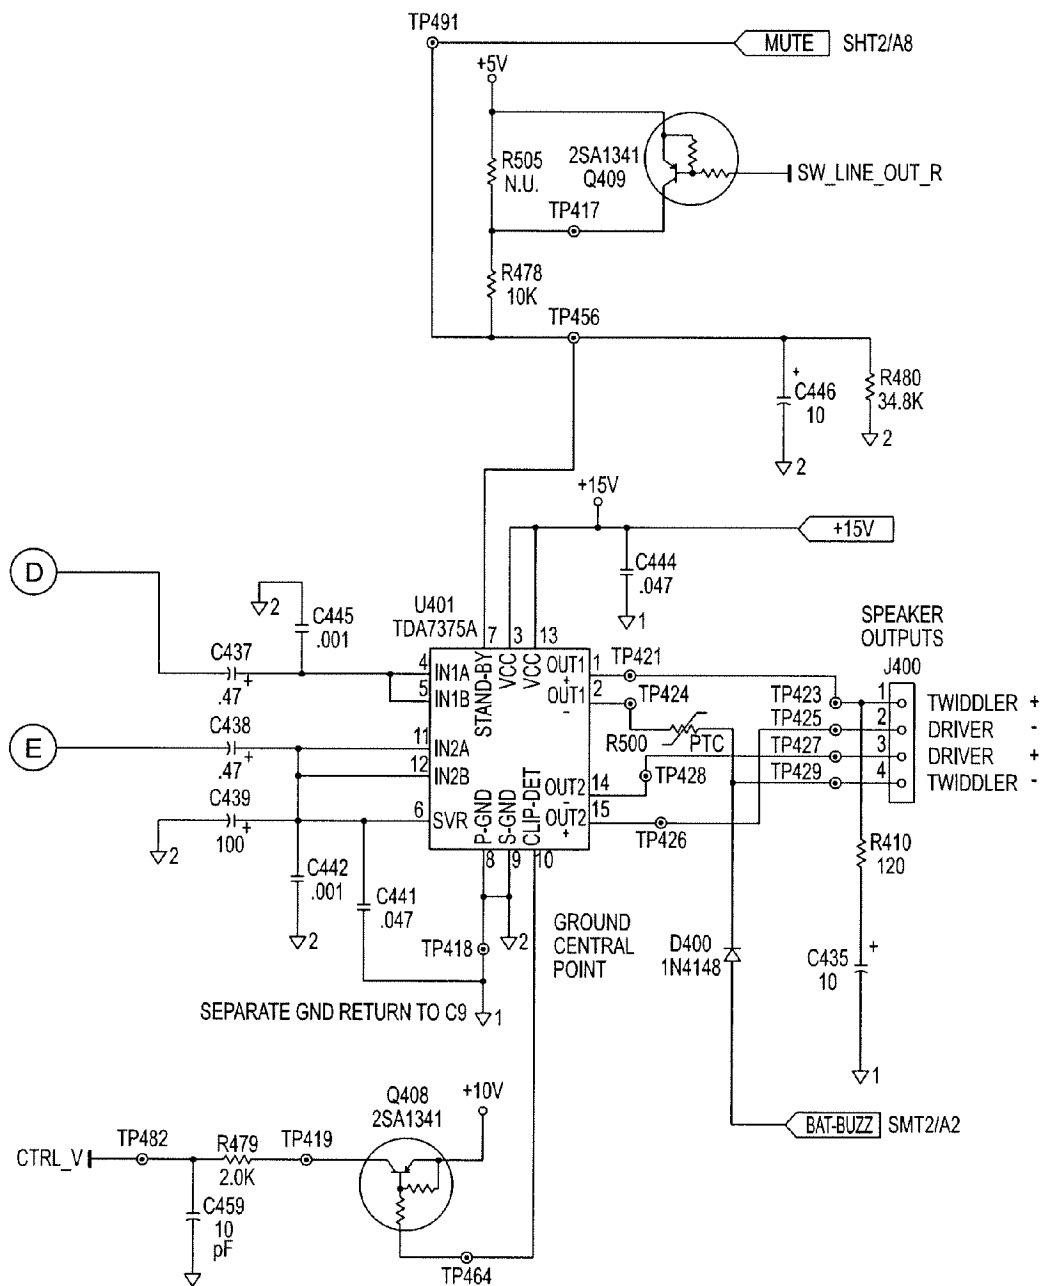 TP491
MUTE SHT2/A8
+5V
R505
N.U.
2SA1341
Q409
SW_LINE_OUT_R
TP417
R478
10K
TP456
+
C446
10
2
R480
34.8K
2
+15V
+15V
C444
.047
1
D
2
C445
.001
U401
TDA7375A
7 3 13
C437
.47 +
4 IN1A
5 IN1B
STAND-BY
VCC
VCC
OUT1 1
+
OUT1 2
-
TP421
TP424
R500
PTC
SPEAKER
OUTPUTS
J400
TP423 1 TWIDDLER +
TP425 2 DRIVER -
TP427 3 DRIVER +
TP429 4 TWIDDLER -
E
C438
.47 +
11 IN2A
12 IN2B
C439
100 +
2
6 SVR
P-GND
S-GND
CLIP-DET
OUT2 14
-
OUT2 15
+
TP428
TP426
8 9 10
C442
.001
2
C441
.047
TP418
2
GROUND
CENTRAL
POINT
D400
1N4148
R410
120
C435 +
10
1
SEPARATE GND RETURN TO C9
1
BAT-BUZZ SMT2/A2
Q408
2SA1341
+10V
CTRL_V
TP482
R479
2.0K
TP419
C459
10
pF
TP464